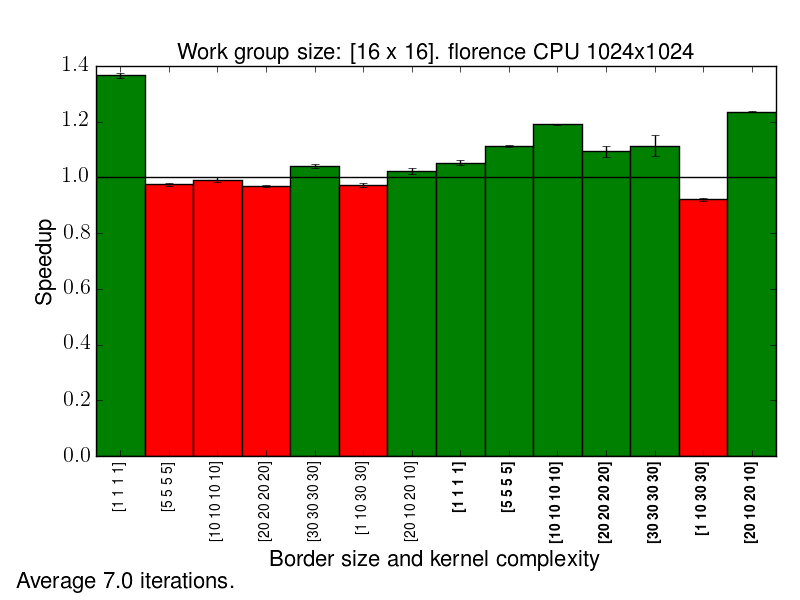 Work group size: [16 x 16]. florence CPU 1024x1024
1.4
1.2
1.0
0.8
0.6
0.4
0.2
0.0
Speedup
[1 1 1 1]
[5 5 5 5]
[10 10 10 10]
[20 20 20 20]
[30 30 30 30]
[1 10 30 30]
[20 10 20 10]
[1 1 1 1]
[5 5 5 5]
[10 10 10 10]
[20 20 20 20]
[30 30 30 30]
[1 10 30 30]
[20 10 20 10]
Border size and kernel complexity
Average 7.0 iterations.